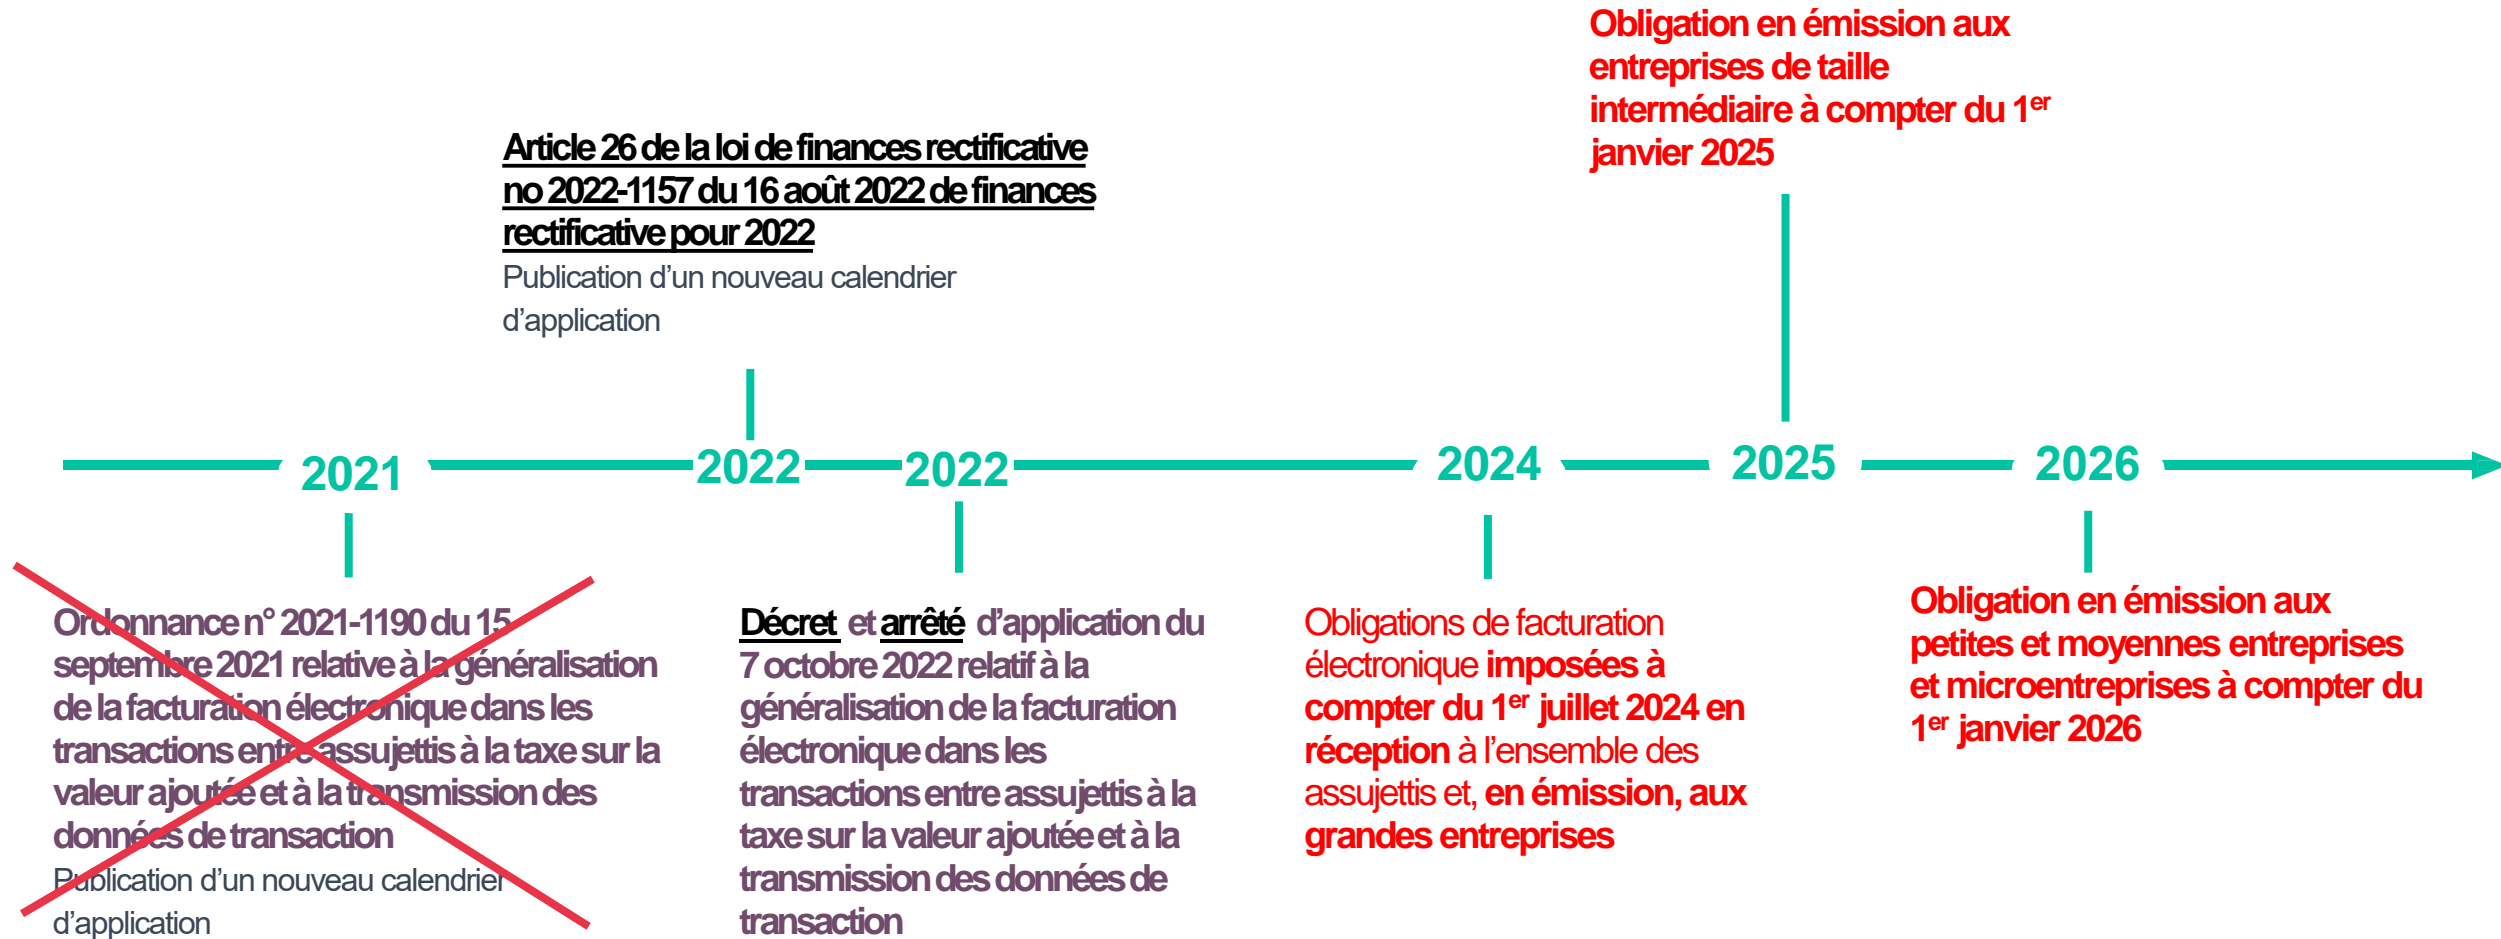 Obligation en émission aux
entreprises de taille
intermédiaire à compter du 1er
janvier 2025
Article 26 de la loi de finances rectificative
no 2022-1157 du 16 août 2022 de finances
rectificative pour 2022
Publication d’un nouveau calendrier
d’application
2021
2022
2022
2024
2025
2026
Ordonnance n° 2021-1190 du 15
septembre 2021 relative à la généralisation
de la facturation électronique dans les
transactions entre assujettis à la taxe sur la
valeur ajoutée et à la transmission des
données de transaction
Publication d’un nouveau calendrier
d’application
Décret et arrêté d’application du
7 octobre 2022 relatif à la
généralisation de la facturation
électronique dans les
transactions entre assujettis à la
taxe sur la valeur ajoutée et à la
transmission des données de
transaction
Obligations de facturation
électronique imposées à
compter du 1er juillet 2024 en
réception à l’ensemble des
assujettis et, en émission, aux
grandes entreprises
Obligation en émission aux
petites et moyennes entreprises
et microentreprises à compter du
1er janvier 2026